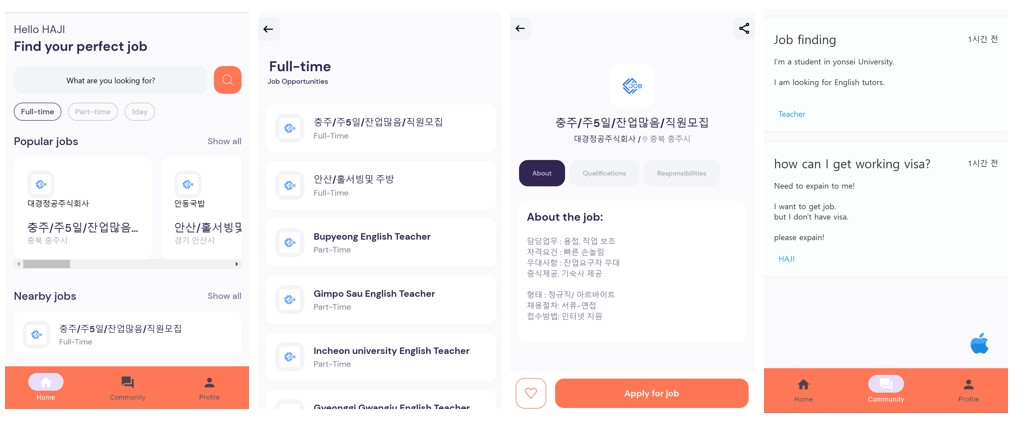 Hello HAJI
Find your perfect job
What are you looking for?
Full-time
Part-time
1day
Popular jobs
Show all
대경정공주식회사
충주/주5일/잔업많음...
충북 충주시
안동국밥
안산/홀서빙및
경기 안산시
Nearby jobs
Show all
충주/주5일/잔업많음/직원모집
Full-Time
Home
Community
Profile
Full-time
Job Opportunities
충주/주5일/잔업많음/직원모집
Full-Time
안산/홀서빙및 주방
Full-Time
Bupyeong English Teacher
Part-Time
Gimpo Sau English Teacher
Part-Time
Incheon university English Teacher
Part-Time
Gyeonggi Gwangju English Teacher
JOB
충주/주5일/잔업많음/직원모집
대경정공주식회사 / 충북 충주시
About
Qualifications
Responsibilities
About the job:
담당업무 : 용접, 작업 보조
자격요건 : 빠른 손놀림
우대사항 : 잔업요구자 우대
중식제공, 기숙사 제공
형태 : 정규직/ 아르바이트
채용절차: 서류-면접
접수방법: 인터넷 지원
Apply for job
Job finding
1시간 전
I'm a student in yonsei University.
I am looking for English tutors.
Teacher
how can I get working visa?
1시간 전
Need to expain to me!
I want to get job.
but I don't have visa.
please expain!
HAJI
Home
Community
Profile